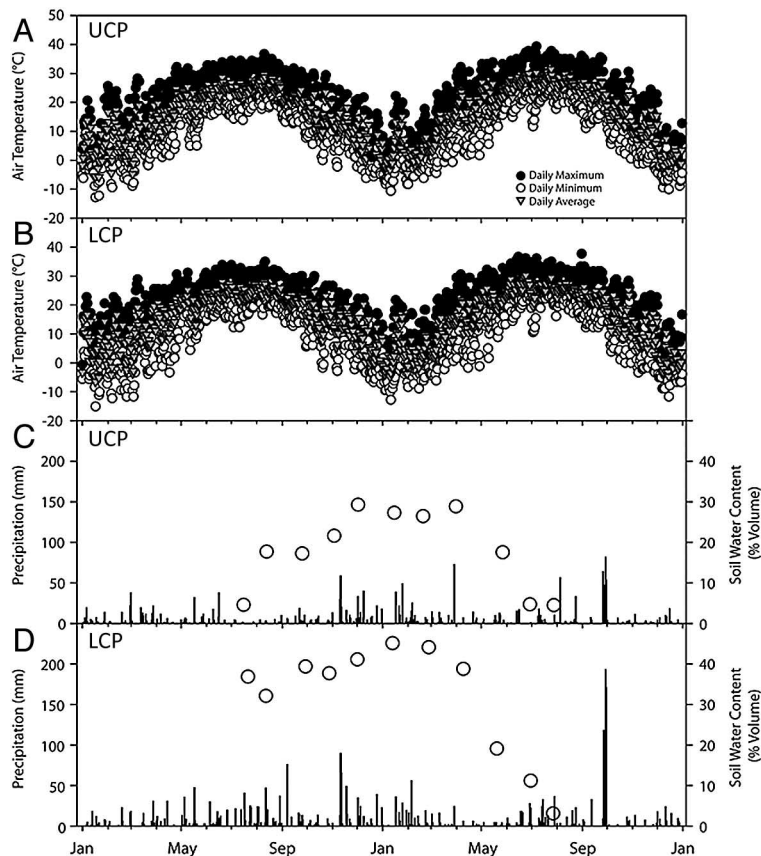 A
UCP
Air Temperature (°C)
50
40
30
20
10
0
-10
-20
Daily Maximum
Daily Minimum
Daily Average
B
LCP
Air Temperature (°C)
40
30
20
10
0
-10
-20
C
UCP
Precipitation (mm)
200
150
100
50
0
Soil Water Content
(% Volume)
40
30
20
10
0
D
LCP
Precipitation (mm)
200
150
100
50
0
Soil Water Content
(% Volume)
40
30
20
10
0
Jan May Sep Jan May Sep Jan